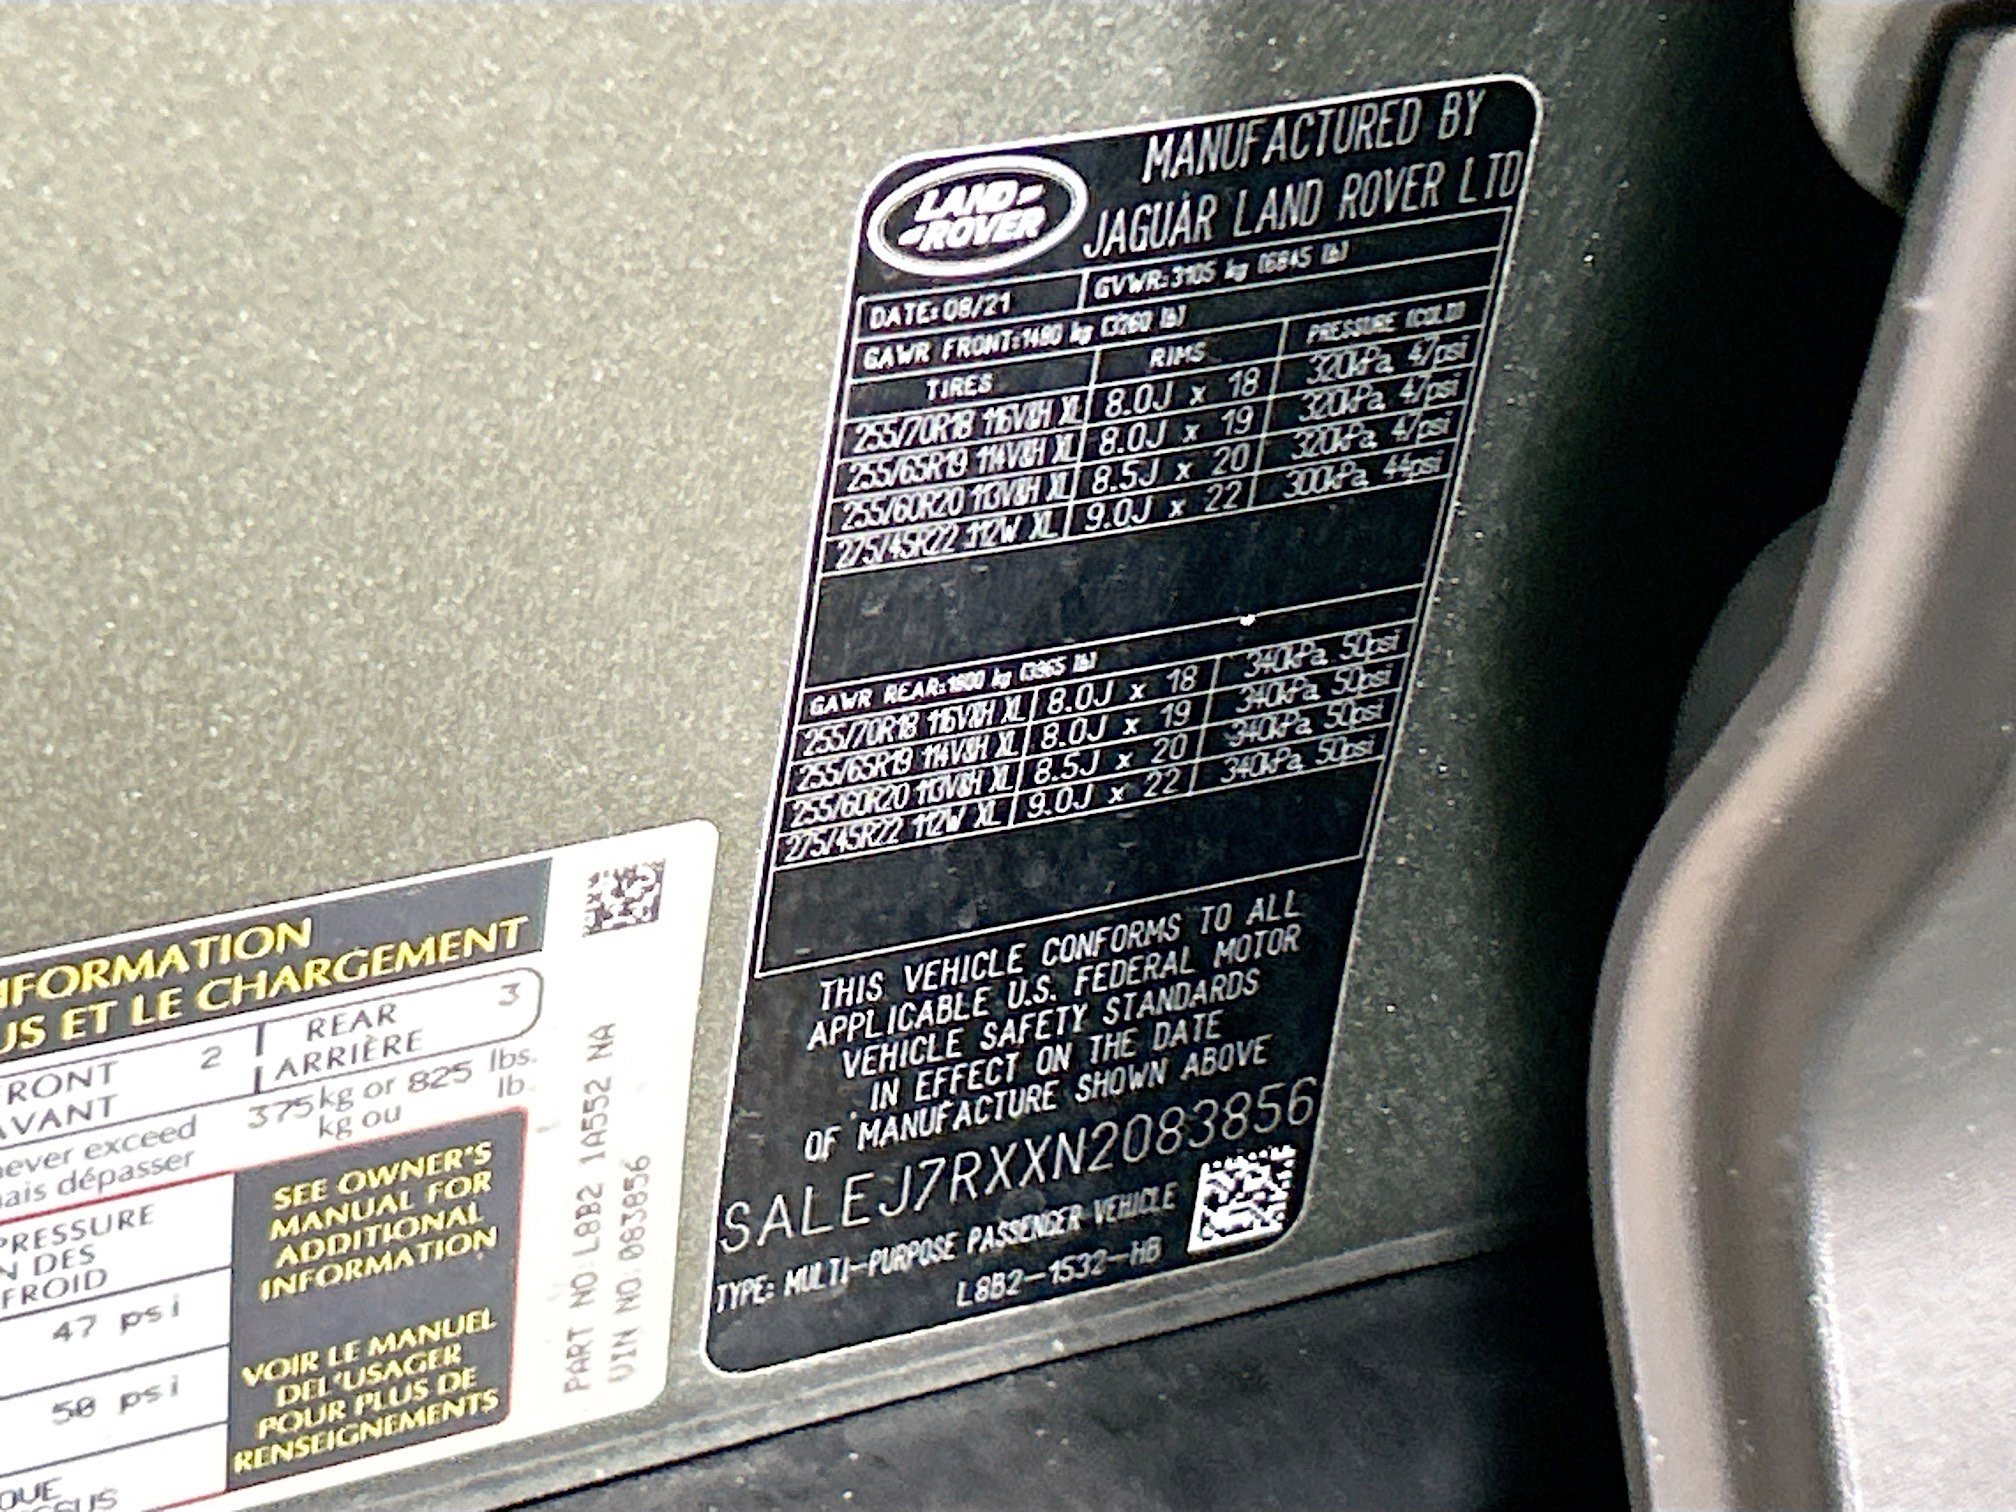 LAND ROVER
MANUFACTURED BY
JAGUAR LAND ROVER LTD
DATE: 08/21 GVWR: 3105 kg (6845 lb)
GAWR FRONT: 1480 kg (3260 lb)
TIRES RIMS PRESSURE (COLD)
255/70R18 116V&H XL 8.0J x 18 320kPa, 47psi
255/65R19 114V&H XL 8.0J x 19 320kPa, 47psi
255/60R20 113V&H XL 8.5J x 20 320kPa, 47psi
275/45R22 112W XL 9.0J x 22 300kPa, 44psi
GAWR REAR: 1800 kg (3965 lb)
255/70R18 116V&H XL 8.0J x 18 340kPa, 50psi
255/65R19 114V&H XL 8.0J x 19 340kPa, 50psi
255/60R20 113V&H XL 8.5J x 20 340kPa, 50psi
275/45R22 112W XL 9.0J x 22 340kPa, 50psi
THIS VEHICLE CONFORMS TO ALL
APPLICABLE U.S. FEDERAL MOTOR
VEHICLE SAFETY STANDARDS
IN EFFECT ON THE DATE
OF MANUFACTURE SHOWN ABOVE
SALEJ7RXXN2083856
TYPE: MULTI-PURPOSE PASSENGER VEHICLE
L8B2-1532-HB
NFORMATION
US ET LE CHARGEMENT
RONT 2 REAR 3
AVANT ARRIÈRE
never exceed 375 kg or 825 lbs.
ais dépasser kg ou lb.
PRESSURE
N DES
FROID
47 psi
50 psi
OUE
SSUS
SEE OWNER'S
MANUAL FOR
ADDITIONAL
INFORMATION
VOIR LE MANUEL
DEL'USAGER
POUR PLUS DE
RENSEIGNEMENTS
PART NO:L8B2 1A552 NA
VIN NO:083856